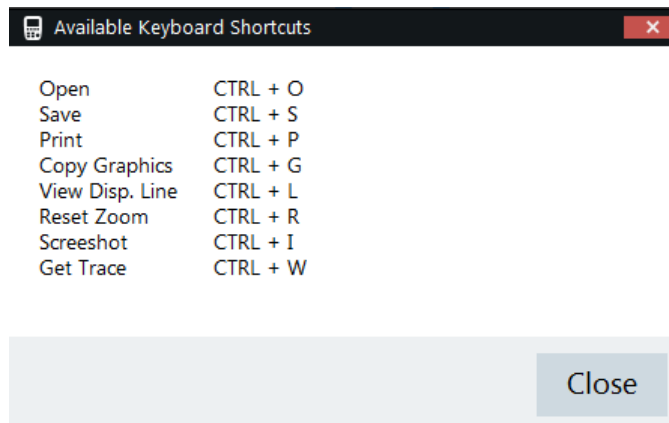 Available Keyboard Shortcuts
Open CTRL + O
Save CTRL + S
Print CTRL + P
Copy Graphics CTRL + G
View Disp. Line CTRL + L
Reset Zoom CTRL + R
Screeshot CTRL + I
Get Trace CTRL + W
Close